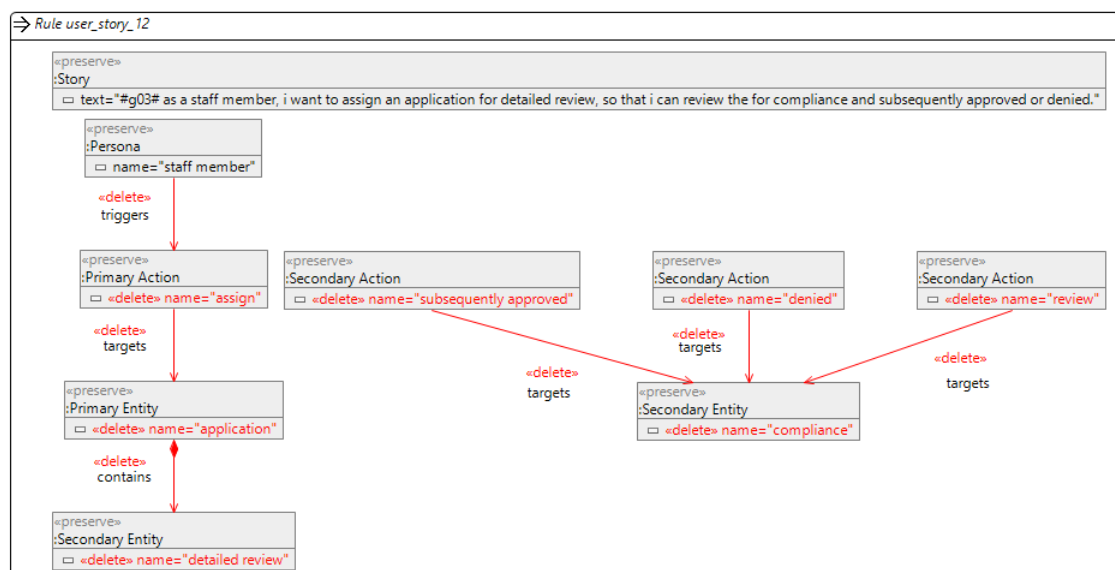 Rule user_story_12
«preserve»
:Story
text="#g03# as a staff member, i want to assign an application for detailed review, so that i can review the for compliance and subsequently approved or denied."
«preserve»
:Persona
name="staff member"
«delete»
triggers
«preserve»
:Primary Action
«delete» name="assign"
«preserve»
:Secondary Action
«delete» name="subsequently approved"
«preserve»
:Secondary Action
«delete» name="denied"
«preserve»
:Secondary Action
«delete» name="review"
«delete»
targets
«delete»
targets
«delete»
targets
«delete»
targets
«preserve»
:Primary Entity
«delete» name="application"
«preserve»
:Secondary Entity
«delete» name="compliance"
«delete»
contains
«preserve»
:Secondary Entity
«delete» name="detailed review"